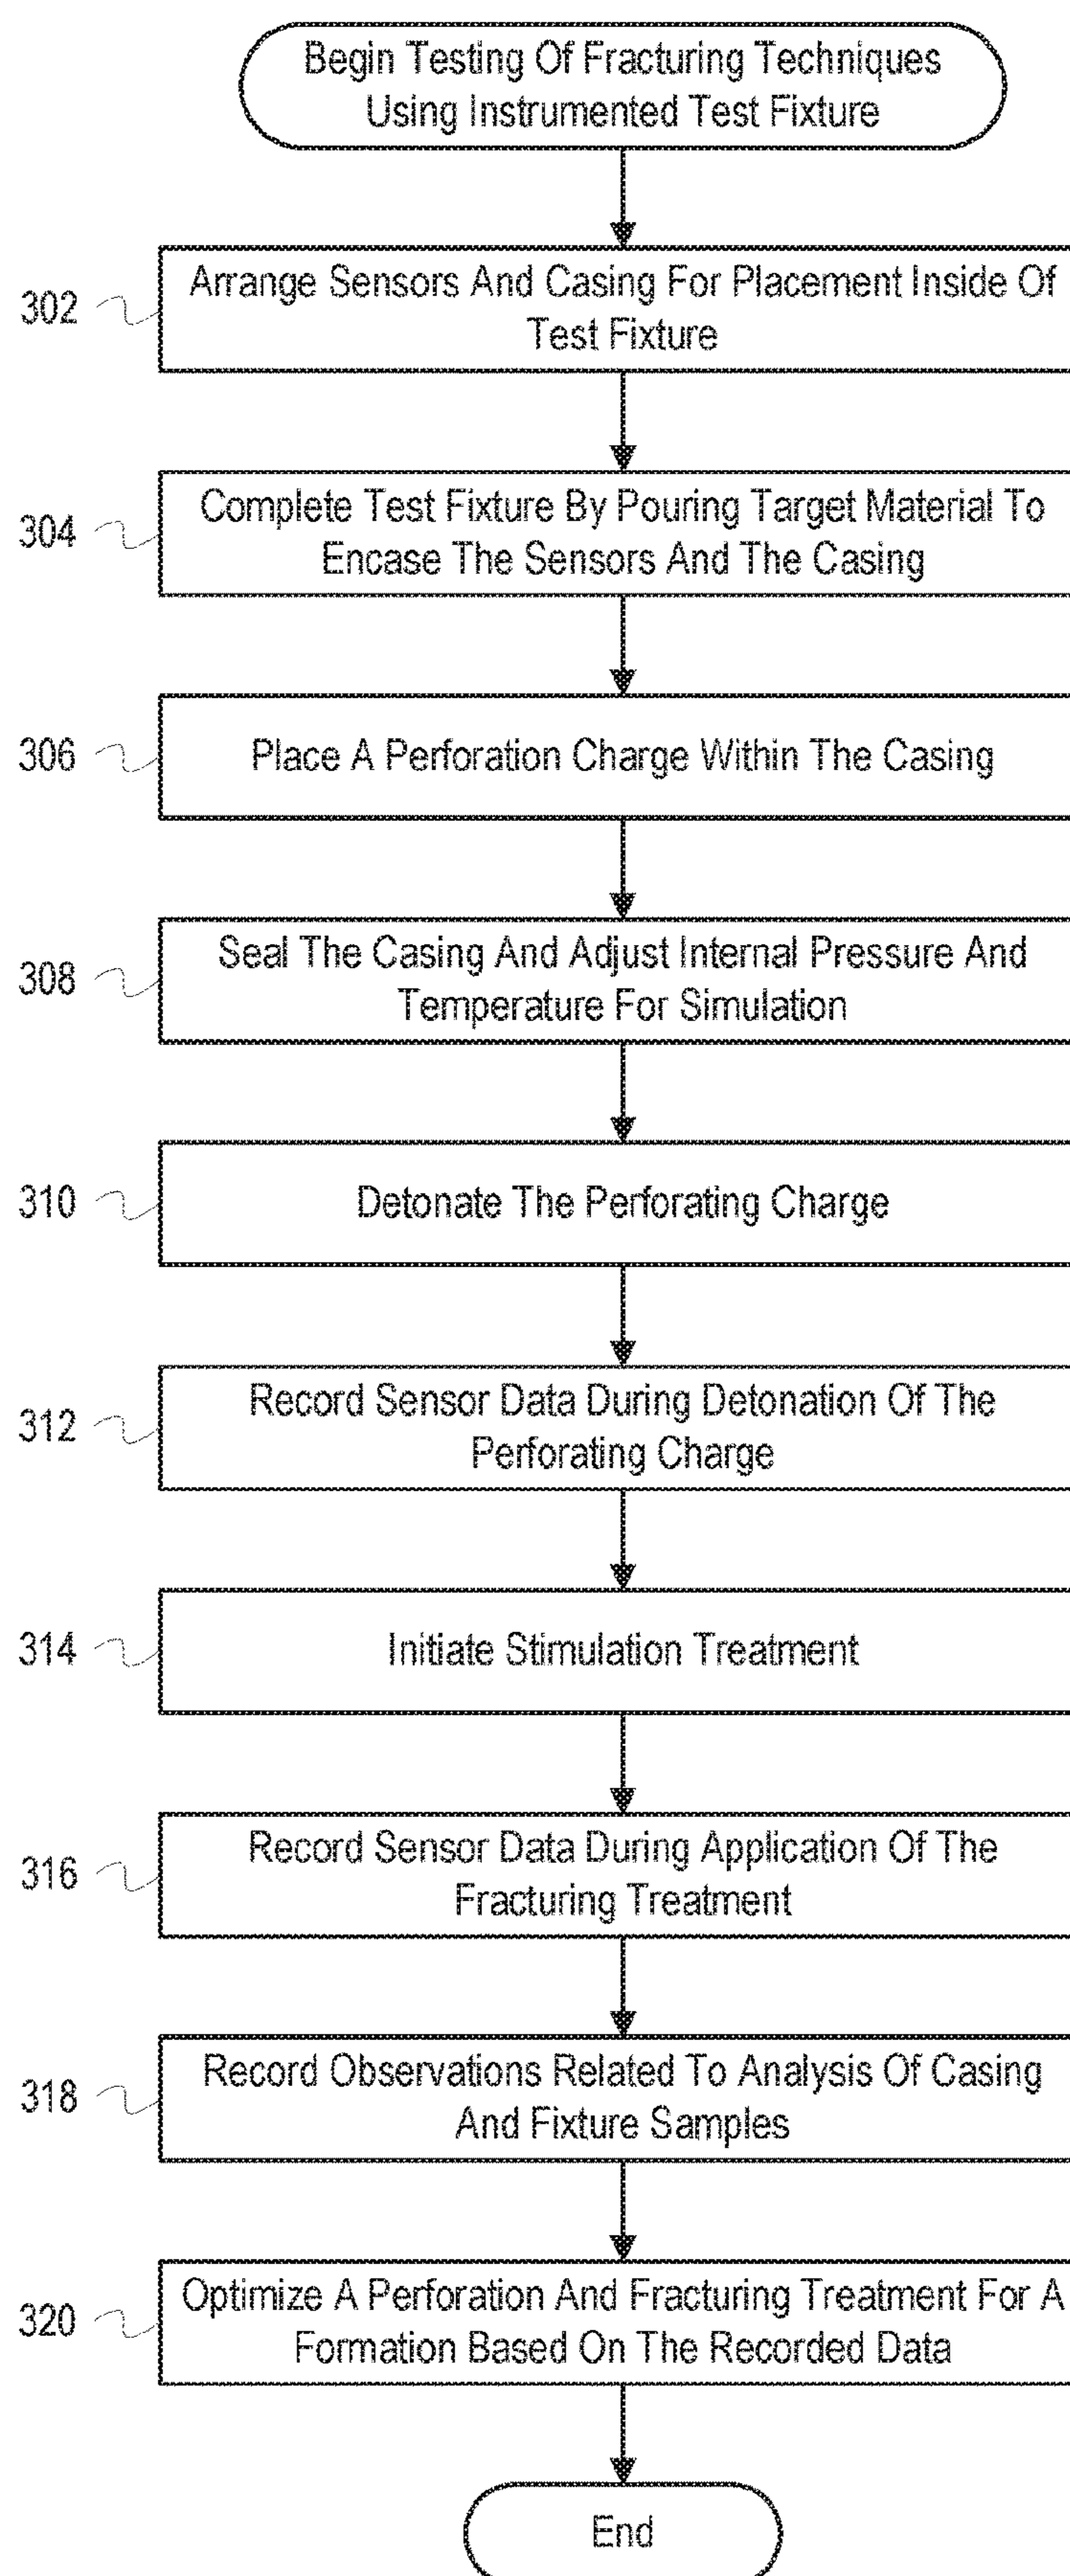 Begin Testing Of Fracturing Techniques
Using Instrumented Test Fixture
302
Arrange Sensors And Casing For Placement Inside Of
Test Fixture
304
Complete Test Fixture By Pouring Target Material To
Encase The Sensors And The Casing
306
Place A Perforation Charge Within The Casing
308
Seal The Casing And Adjust Internal Pressure And
Temperature For Simulation
310
Detonate The Perforating Charge
312
Record Sensor Data During Detonation Of The
Perforating Charge
314
Initiate Stimulation Treatment
316
Record Sensor Data During Application Of The
Fracturing Treatment
318
Record Observations Related To Analysis Of Casing
And Fixture Samples
320
Optimize A Perforation And Fracturing Treatment For A
Formation Based On The Recorded Data
End